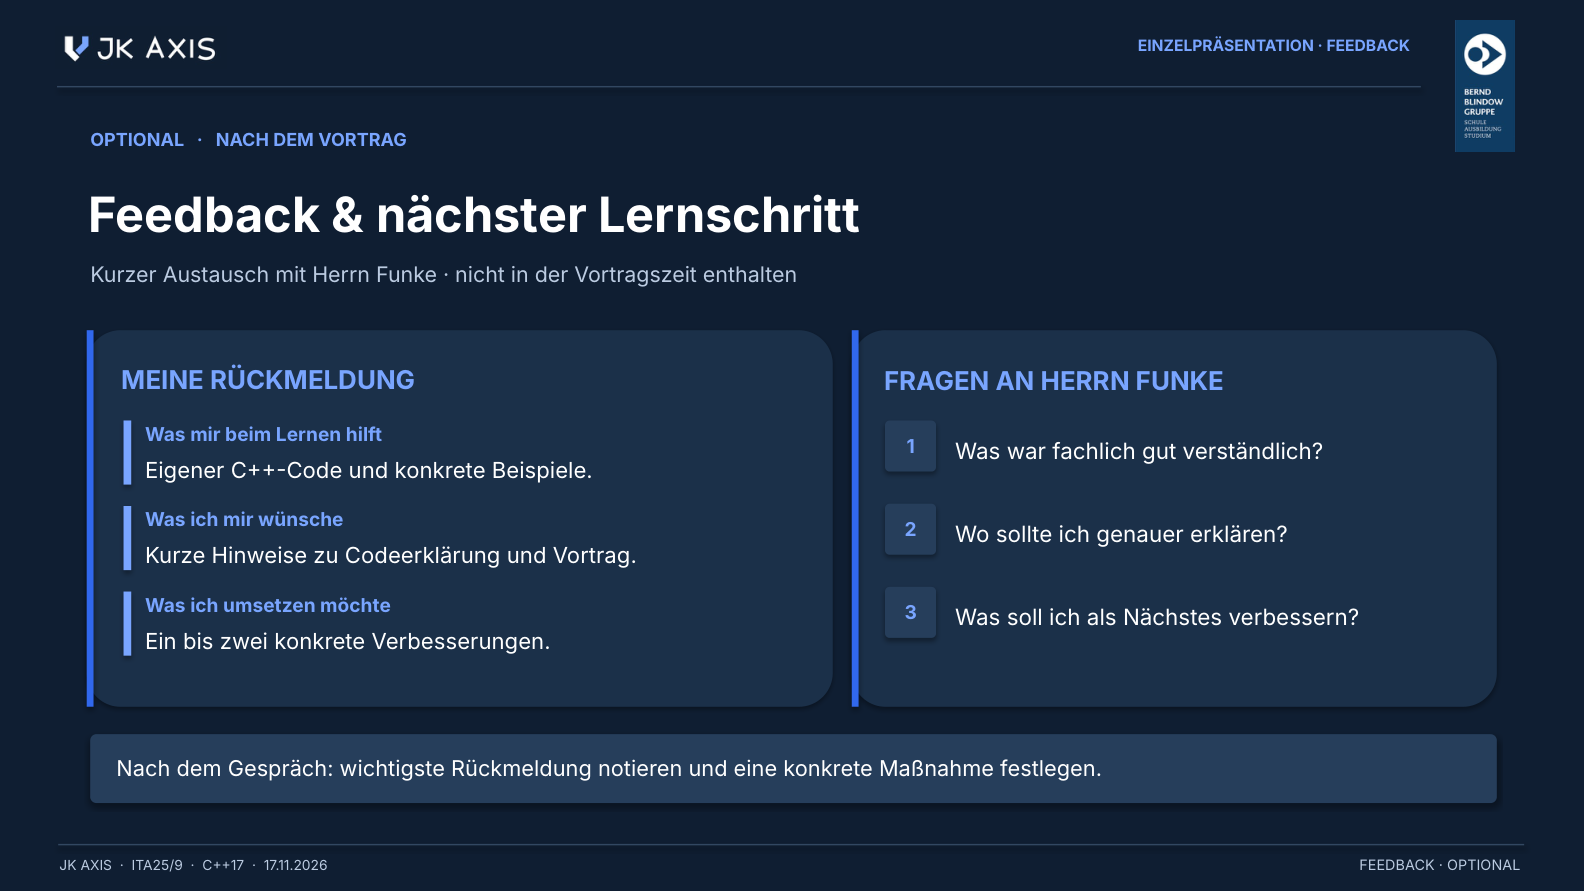 JK AXIS
EINZELPRÄSENTATION · FEEDBACK
BERND
BLINDOW
GRUPPE
SCHULE
AUSBILDUNG
STUDIUM
OPTIONAL · NACH DEM VORTRAG
Feedback & nächster Lernschritt
Kurzer Austausch mit Herrn Funke · nicht in der Vortragszeit enthalten
MEINE RÜCKMELDUNG
Was mir beim Lernen hilft
Eigener C++-Code und konkrete Beispiele.
Was ich mir wünsche
Kurze Hinweise zu Codeerklärung und Vortrag.
Was ich umsetzen möchte
Ein bis zwei konkrete Verbesserungen.
FRAGEN AN HERRN FUNKE
1 Was war fachlich gut verständlich?
2 Wo sollte ich genauer erklären?
3 Was soll ich als Nächstes verbessern?
Nach dem Gespräch: wichtigste Rückmeldung notieren und eine konkrete Maßnahme festlegen.
JK AXIS · ITA25/9 · C++17 · 17.11.2026
FEEDBACK · OPTIONAL